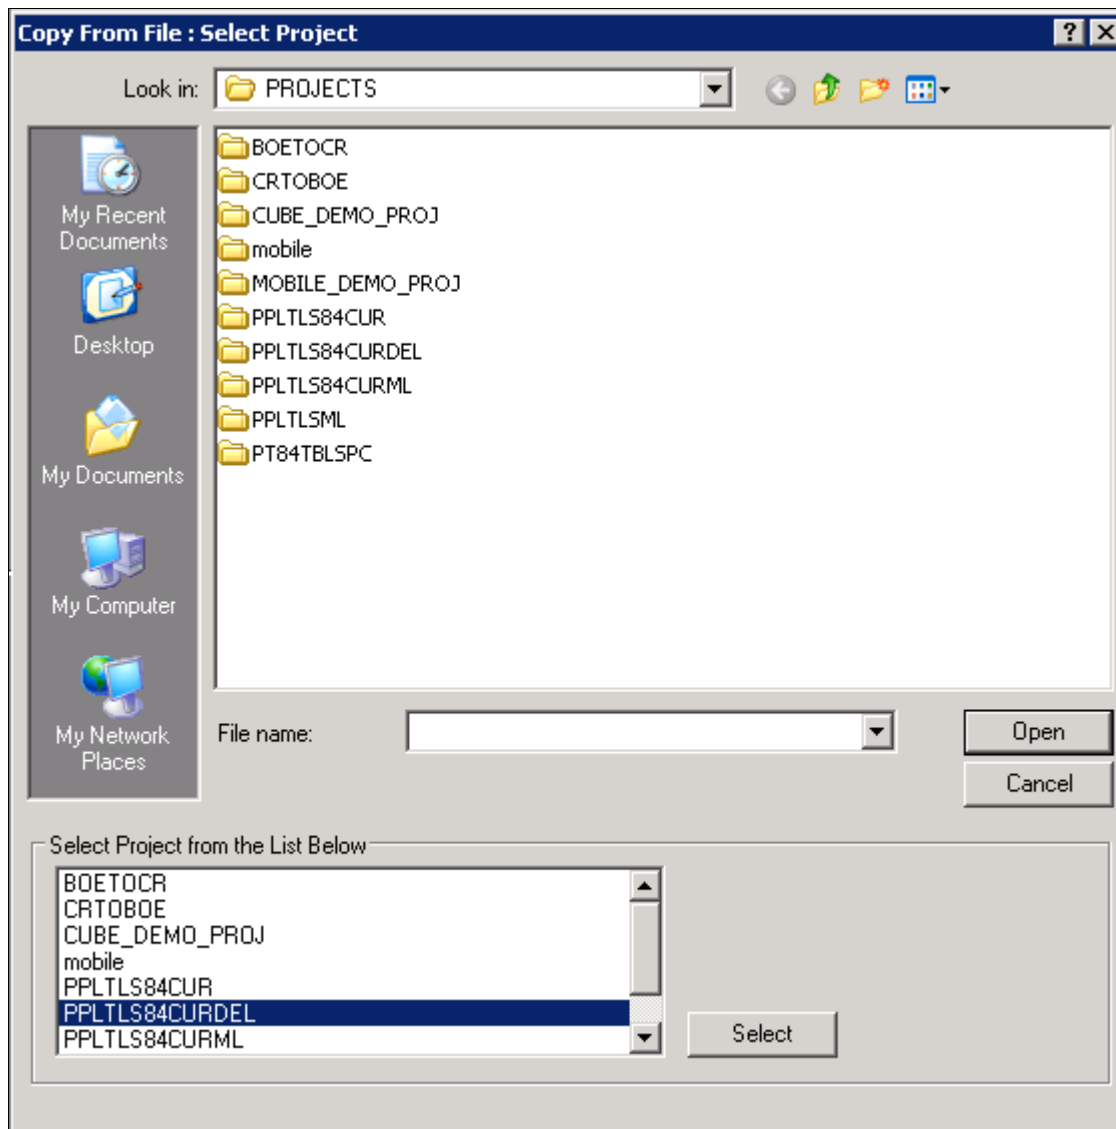 Copy From File : Select Project
Look in: PROJECTS
My Recent
Documents
Desktop
My Documents
My Computer
My Network
Places
BOETOCR
CRTOBOE
CUBE_DEMO_PROJ
mobile
MOBILE_DEMO_PROJ
PPLTLS84CUR
PPLTLS84CURDEL
PPLTLS84CURML
PPLTLSML
PT84TBLSPC
File name:
Open
Cancel
Select Project from the List Below
BOETOCR
CRTOBOE
CUBE_DEMO_PROJ
mobile
PPLTLS84CUR
PPLTLS84CURDEL
PPLTLS84CURML
Select